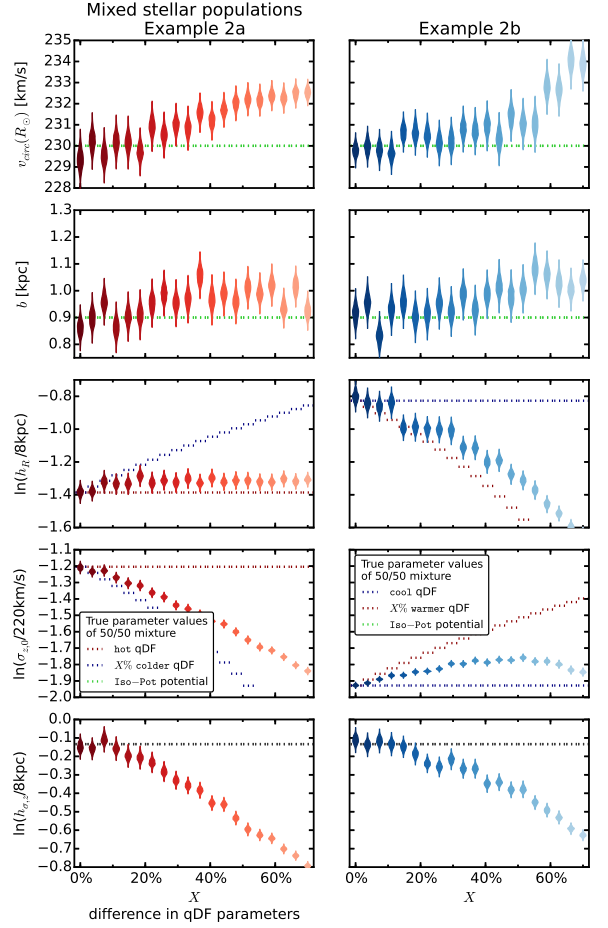 Mixed stellar populations
Example 2a
Example 2b
v_circ(R_⊙) [km/s]
235
234
233
232
231
230
229
228
b [kpc]
1.3
1.2
1.1
1.0
0.9
0.8
ln(h_R/8kpc)
−0.8
−1.0
−1.2
−1.4
−1.6
ln(σ_z,0/220km/s)
−1.1
−1.2
−1.3
−1.4
−1.5
−1.6
−1.7
−1.8
−1.9
−2.0
True parameter values
of 50/50 mixture
hot qDF
X% colder qDF
Iso−Pot potential
True parameter values
of 50/50 mixture
cool qDF
X% warmer qDF
Iso−Pot potential
ln(h_σ,z/8kpc)
0.0
−0.1
−0.2
−0.3
−0.4
−0.5
−0.6
−0.7
−0.8
0% 20% 40% 60%
0% 20% 40% 60%
X
X
difference in qDF parameters